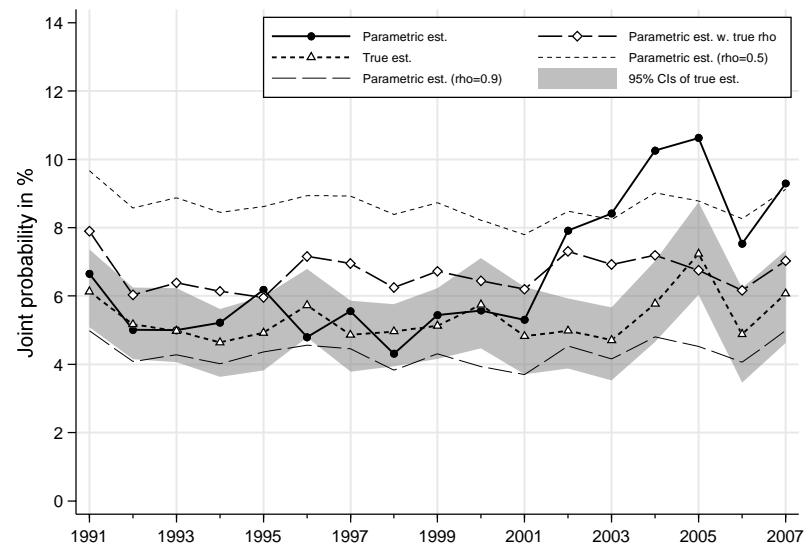 Parametric est.
Parametric est. w. true rho
True est.
Parametric est. (rho=0.5)
Parametric est. (rho=0.9)
95% CIs of true est.
Joint probability in %
14
12
10
8
6
4
2
0
1991 1993 1995 1997 1999 2001 2003 2005 2007